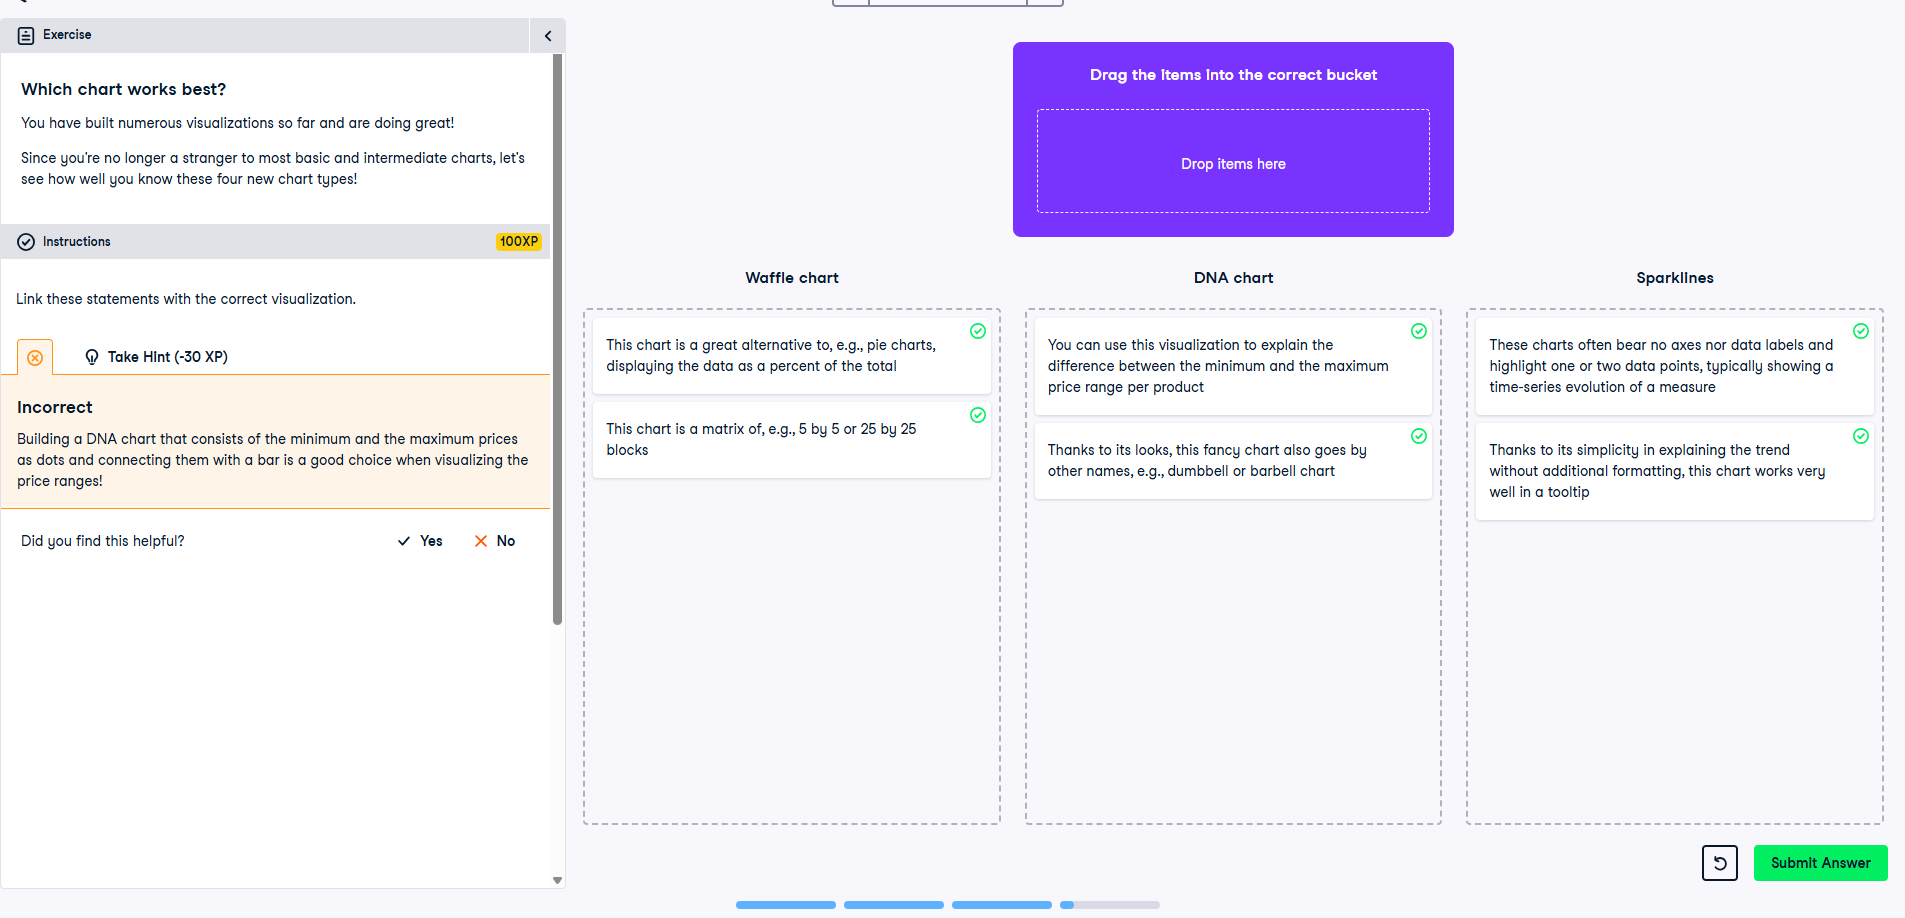 Exercise
Which chart works best?
You have built numerous visualizations so far and are doing great!
Since you're no longer a stranger to most basic and intermediate charts, let's
see how well you know these four new chart types!
Instructions
100XP
Link these statements with the correct visualization.
Take Hint (-30 XP)
Incorrect
Building a DNA chart that consists of the minimum and the maximum prices
as dots and connecting them with a bar is a good choice when visualizing the
price ranges!
Did you find this helpful?
Yes
No
Drag the items into the correct bucket
Drop items here
Waffle chart
This chart is a great alternative to, e.g., pie charts,
displaying the data as a percent of the total
This chart is a matrix of, e.g., 5 by 5 or 25 by 25
blocks
DNA chart
You can use this visualization to explain the
difference between the minimum and the maximum
price range per product
Thanks to its looks, this fancy chart also goes by
other names, e.g., dumbbell or barbell chart
Sparklines
These charts often bear no axes nor data labels and
highlight one or two data points, typically showing a
time-series evolution of a measure
Thanks to its simplicity in explaining the trend
without additional formatting, this chart works very
well in a tooltip
Submit Answer